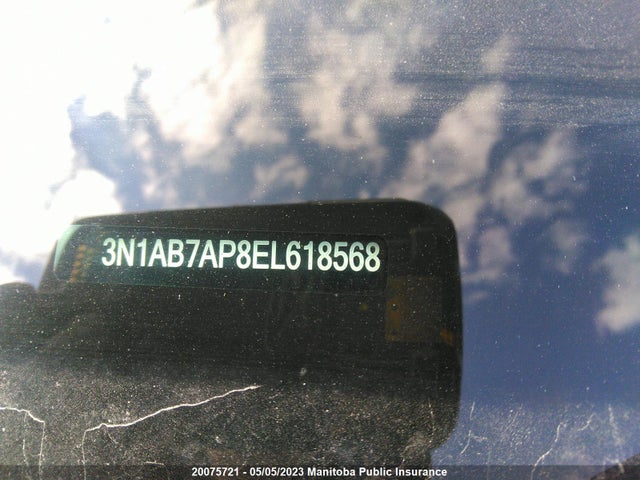 3N1AB7AP8EL618568
20075721 - 05/05/2023 Manitoba Public Insurance